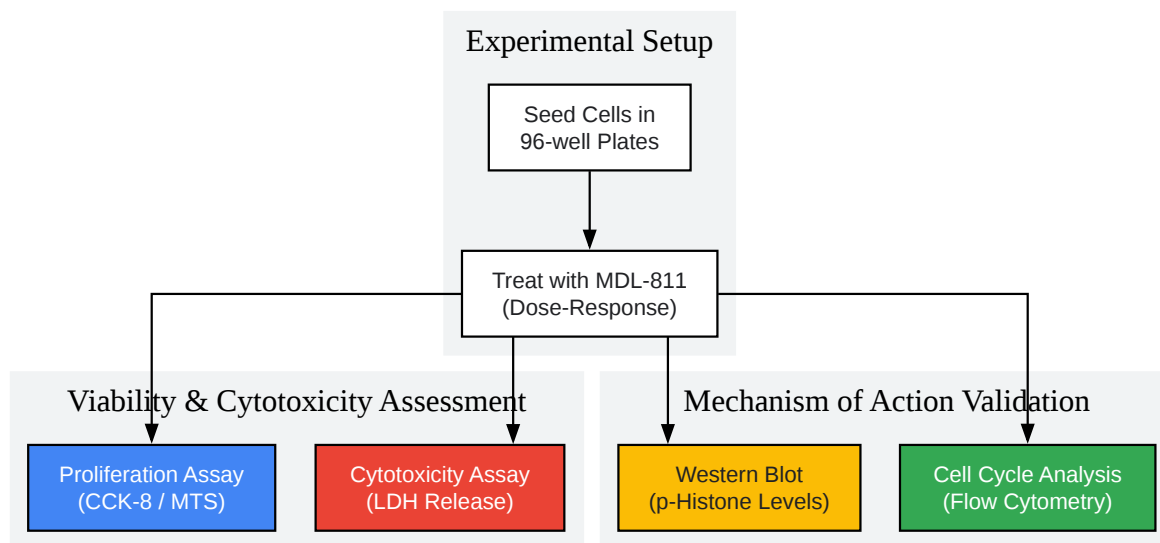 Experimental Setup
Seed Cells in
96-well Plates
Treat with MDL-811
(Dose-Response)
Viability & Cytotoxicity Assessment
Mechanism of Action Validation
Proliferation Assay
(CCK-8 / MTS)
Cytotoxicity Assay
(LDH Release)
Western Blot
(p-Histone Levels)
Cell Cycle Analysis
(Flow Cytometry)